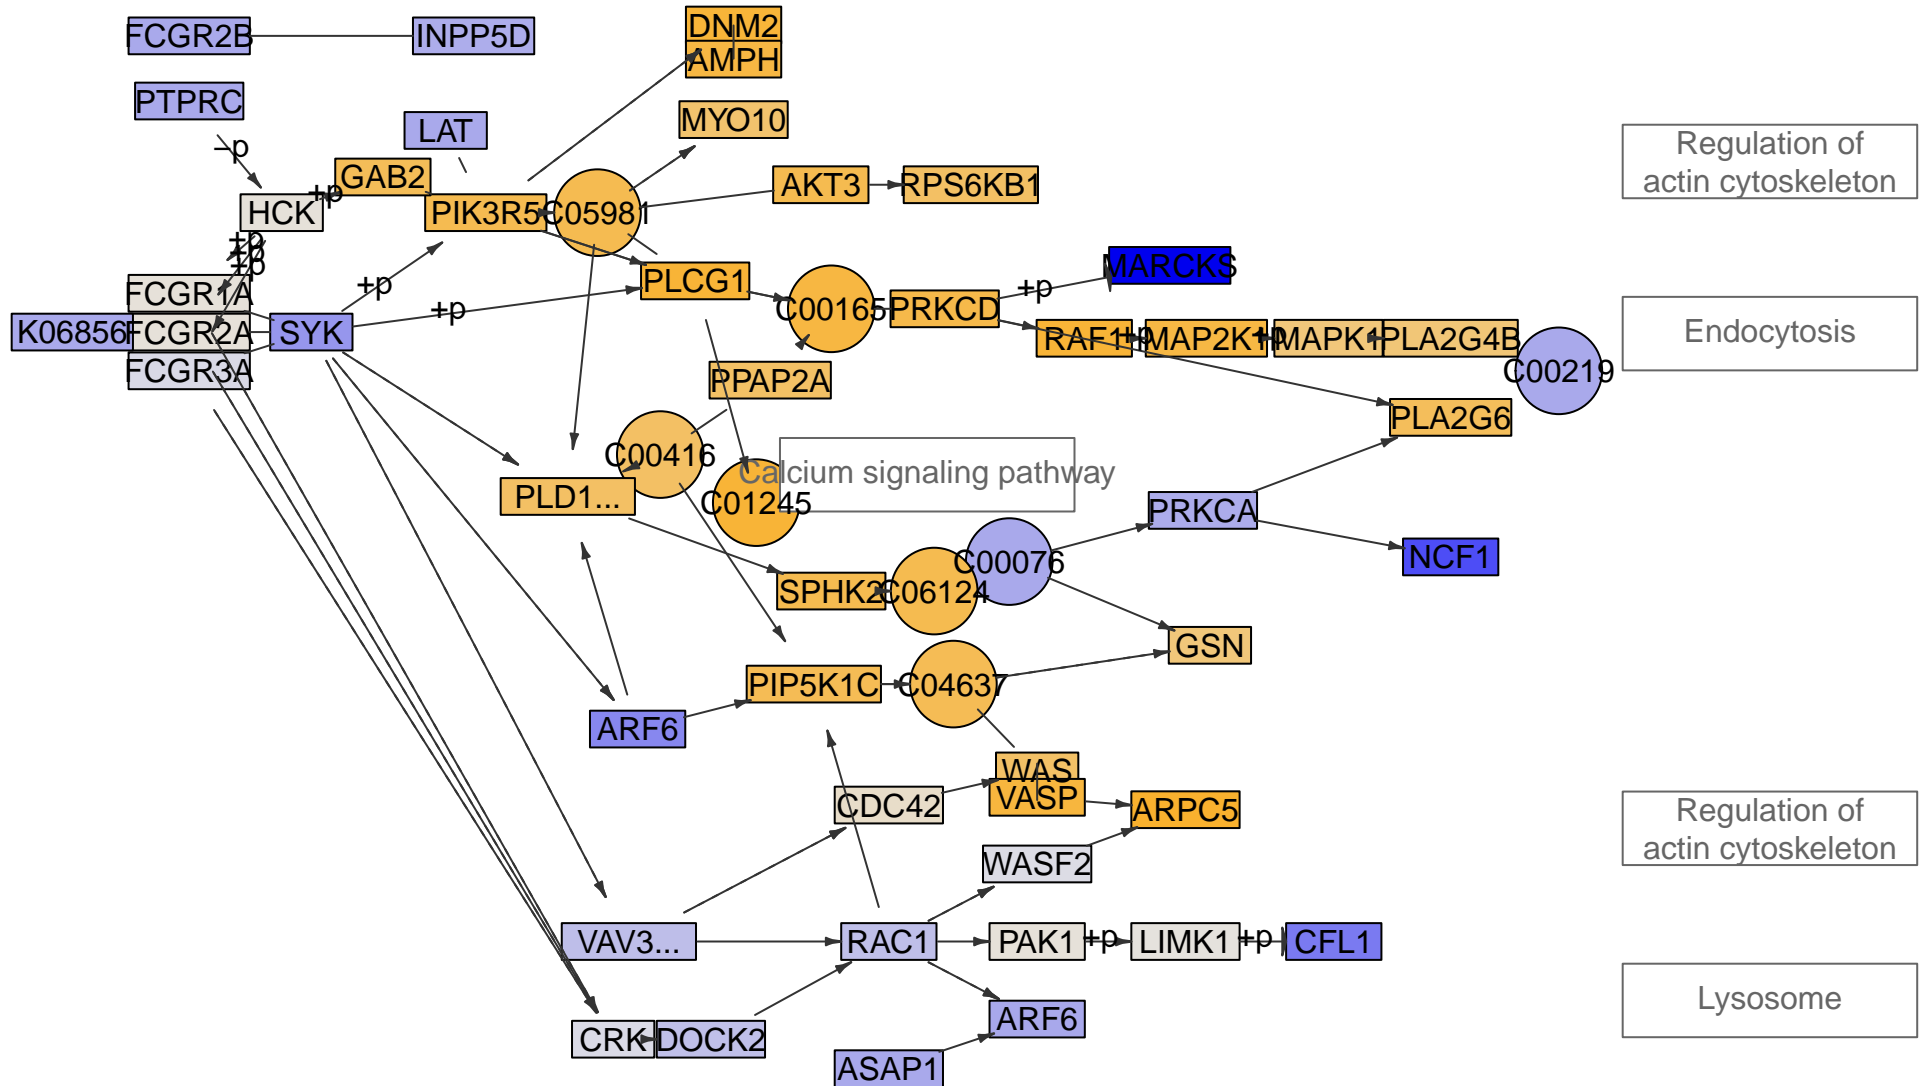 FCGR2B
INPP5D
DNM2
AMPH
PTPRC
LAT
MYO10
Regulation of
actin cytoskeleton
–p
GAB2
+p
AKT3
RPS6KB1
HCK
PIK3R5
C05981
+p
+p
+p
PLCG1
MARCKS
FCGR1A
+p
+p
C00165
PRKCD
+p
K06856
FCGR2A
SYK
RAF1
+p
MAP2K1
+p
MAPK1
PLA2G4B
Endocytosis
FCGR3A
PPAP2A
C00219
PLA2G6
C00416
Calcium signaling pathway
PLD1...
C01245
PRKCA
C00076
NCF1
SPHK2
C06124
GSN
PIP5K1C
C04637
ARF6
WAS
VASP
CDC42
ARPC5
Regulation of
actin cytoskeleton
WASF2
VAV3...
RAC1
PAK1
+p
LIMK1
+p
CFL1
Lysosome
ARF6
CRK
DOCK2
ASAP1